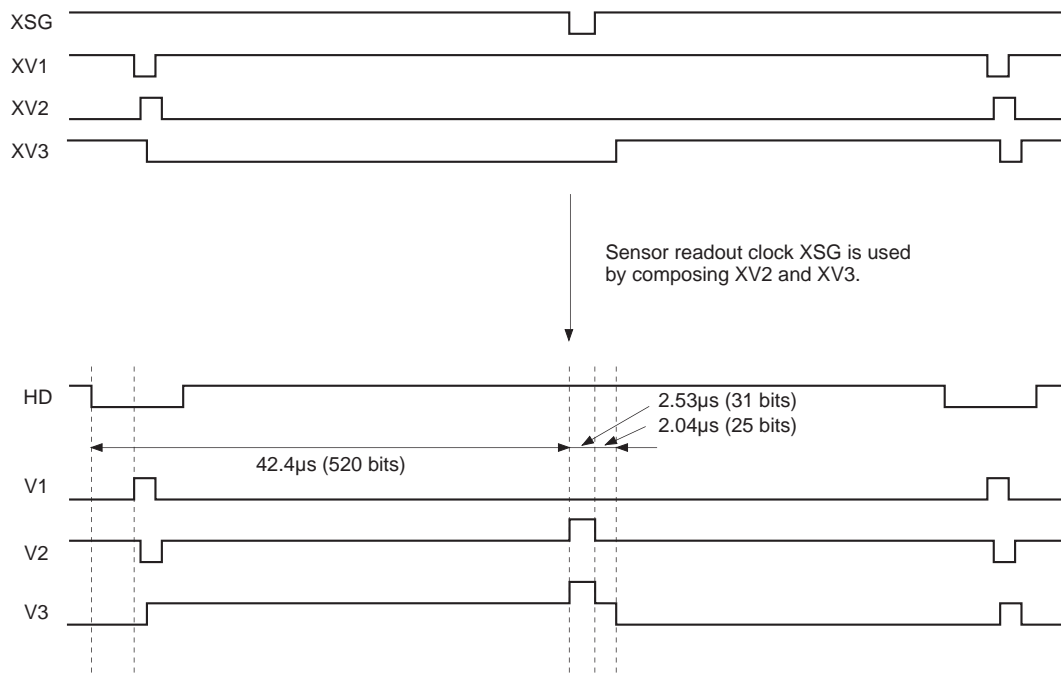 XSG
XV1
XV2
XV3
Sensor readout clock XSG is used
by composing XV2 and XV3.
HD
2.53μs (31 bits)
2.04μs (25 bits)
42.4μs (520 bits)
V1
V2
V3